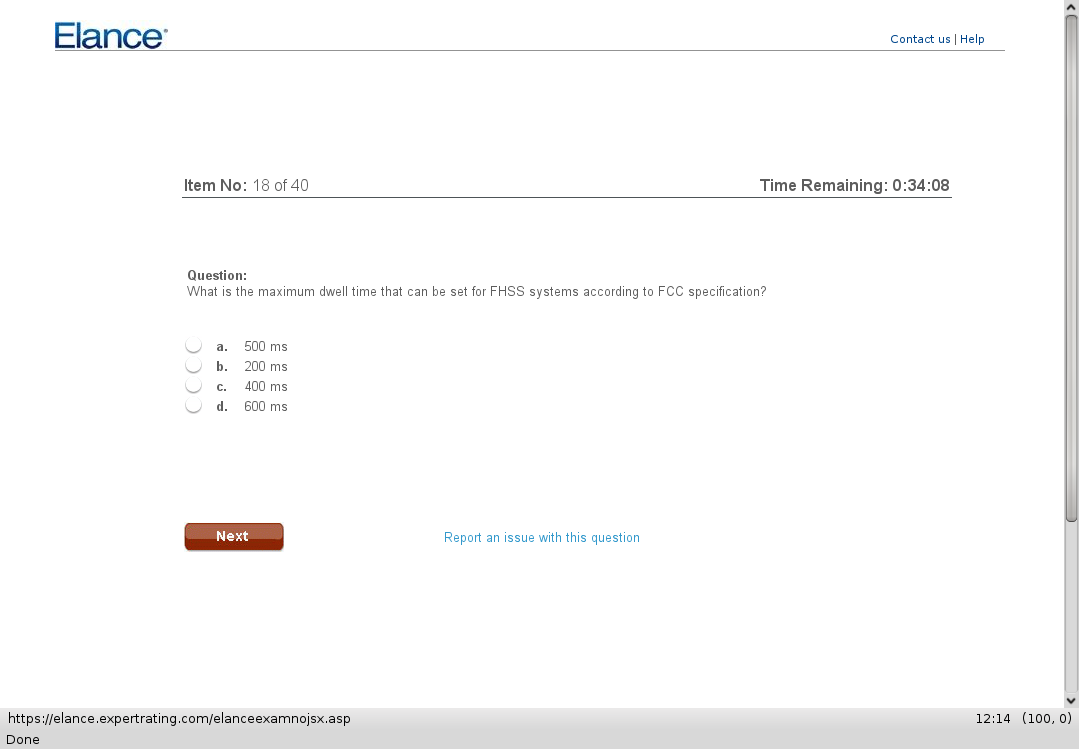 Elance
Contact us | Help
Item No: 18 of 40 Time Remaining: 0:34:08
Question:
What is the maximum dwell time that can be set for FHSS systems according to FCC specification?
a. 500 ms
b. 200 ms
c. 400 ms
d. 600 ms
Next Report an issue with this question
https://elance.expertrating.com/elanceexamnojsx.asp 12:14 (100, 0)
Done